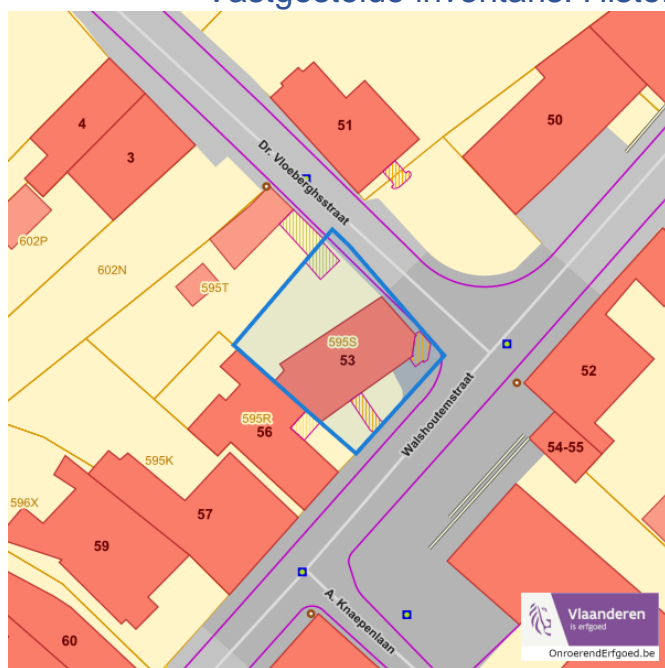 Vastgestelde inventaris: Histor
4
3
51
50
Dr. Vloeberghsstraat
602P
602N
595T
595S
53
52
Walshoutemstraat
595R
56
54-55
595K
596X
57
59
A. Knaepenlaan
60
Vlaanderen
is erfgoed
OnroerendErfgoed.be